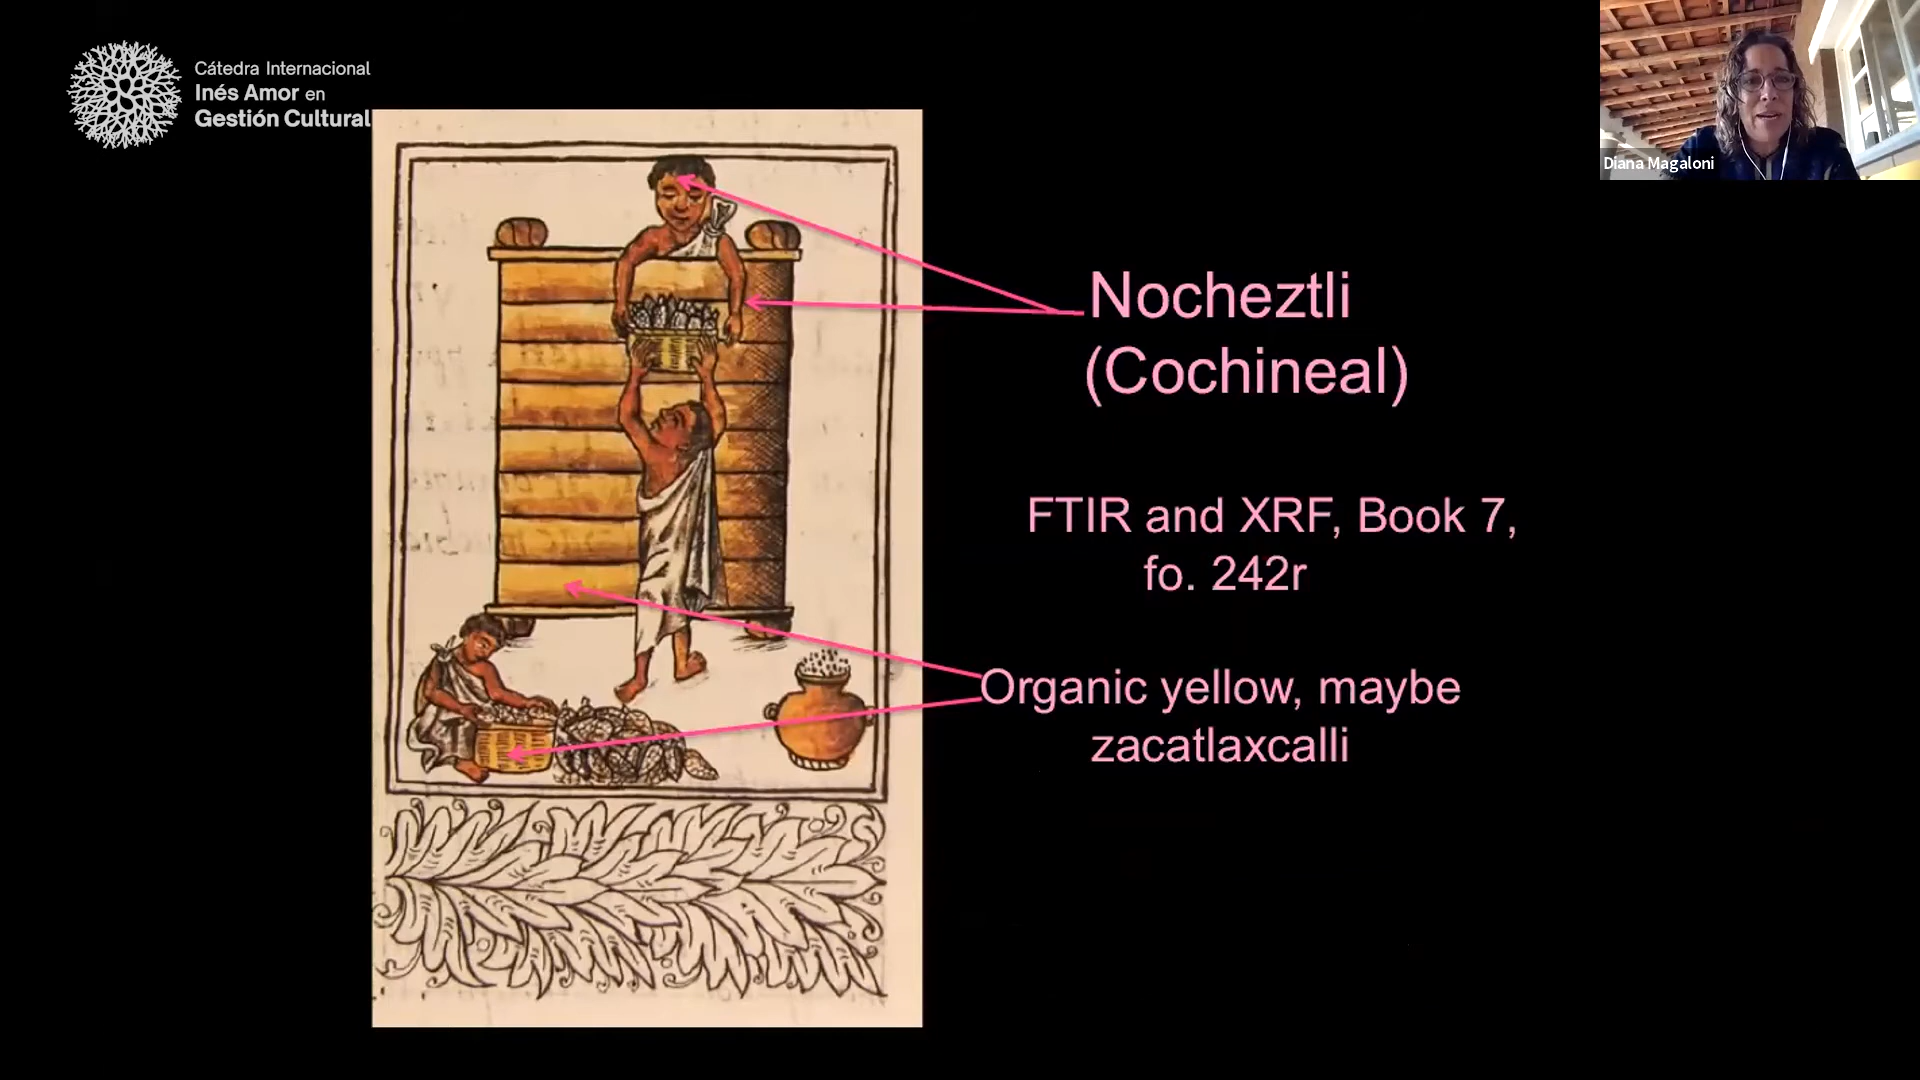 Cátedra Internacional
Inés Amor en
Gestión Cultural
Diana Magaloni
Nocheztli
(Cochineal)
FTIR and XRF, Book 7,
fo. 242r
Organic yellow, maybe
zacatlaxcalli